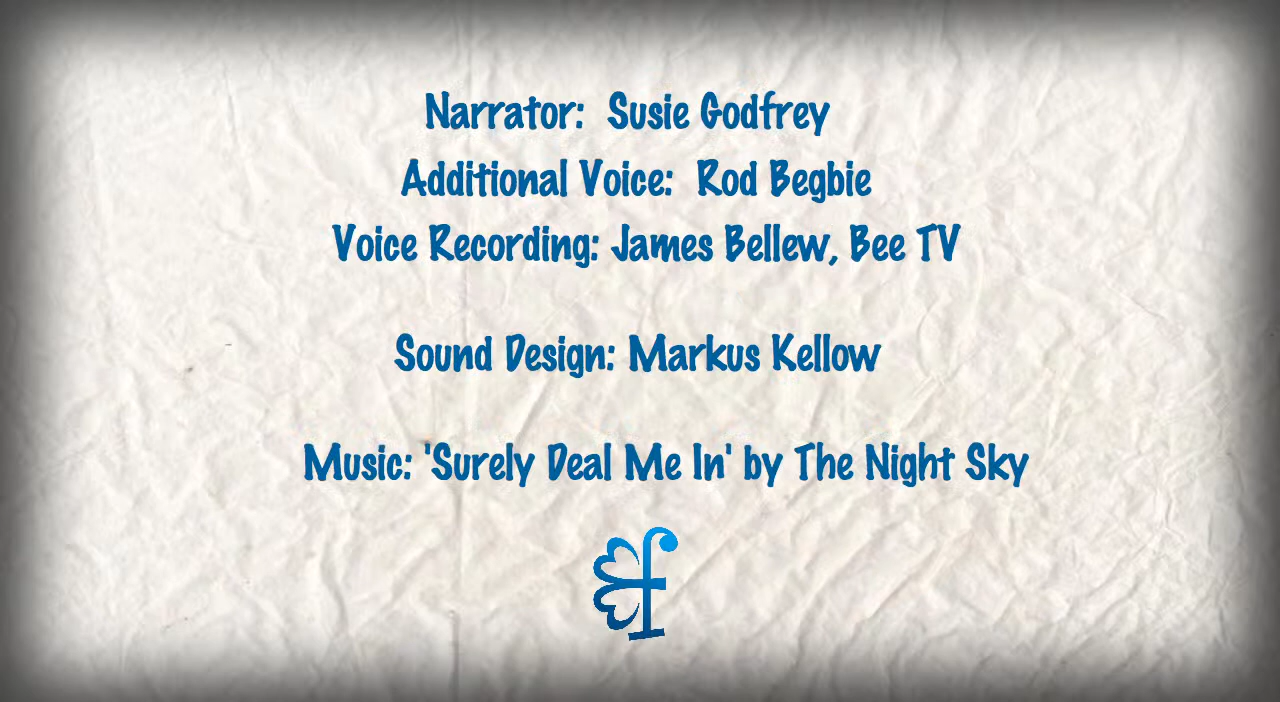 Narrator: Susie Godfrey
Additional Voice: Rod Begbie
Voice Recording: James Bellew, Bee TV
Sound Design: Markus Kellow
Music: 'Surely Deal Me In' by The Night Sky